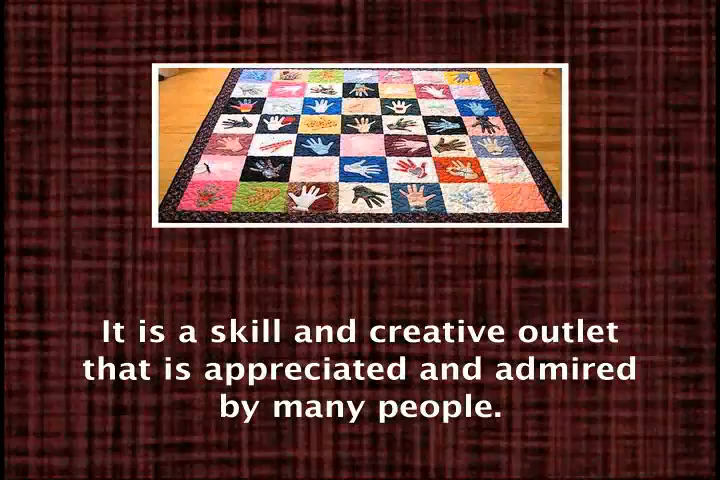 It is a skill and creative outlet
that is appreciated and admired
by many people.